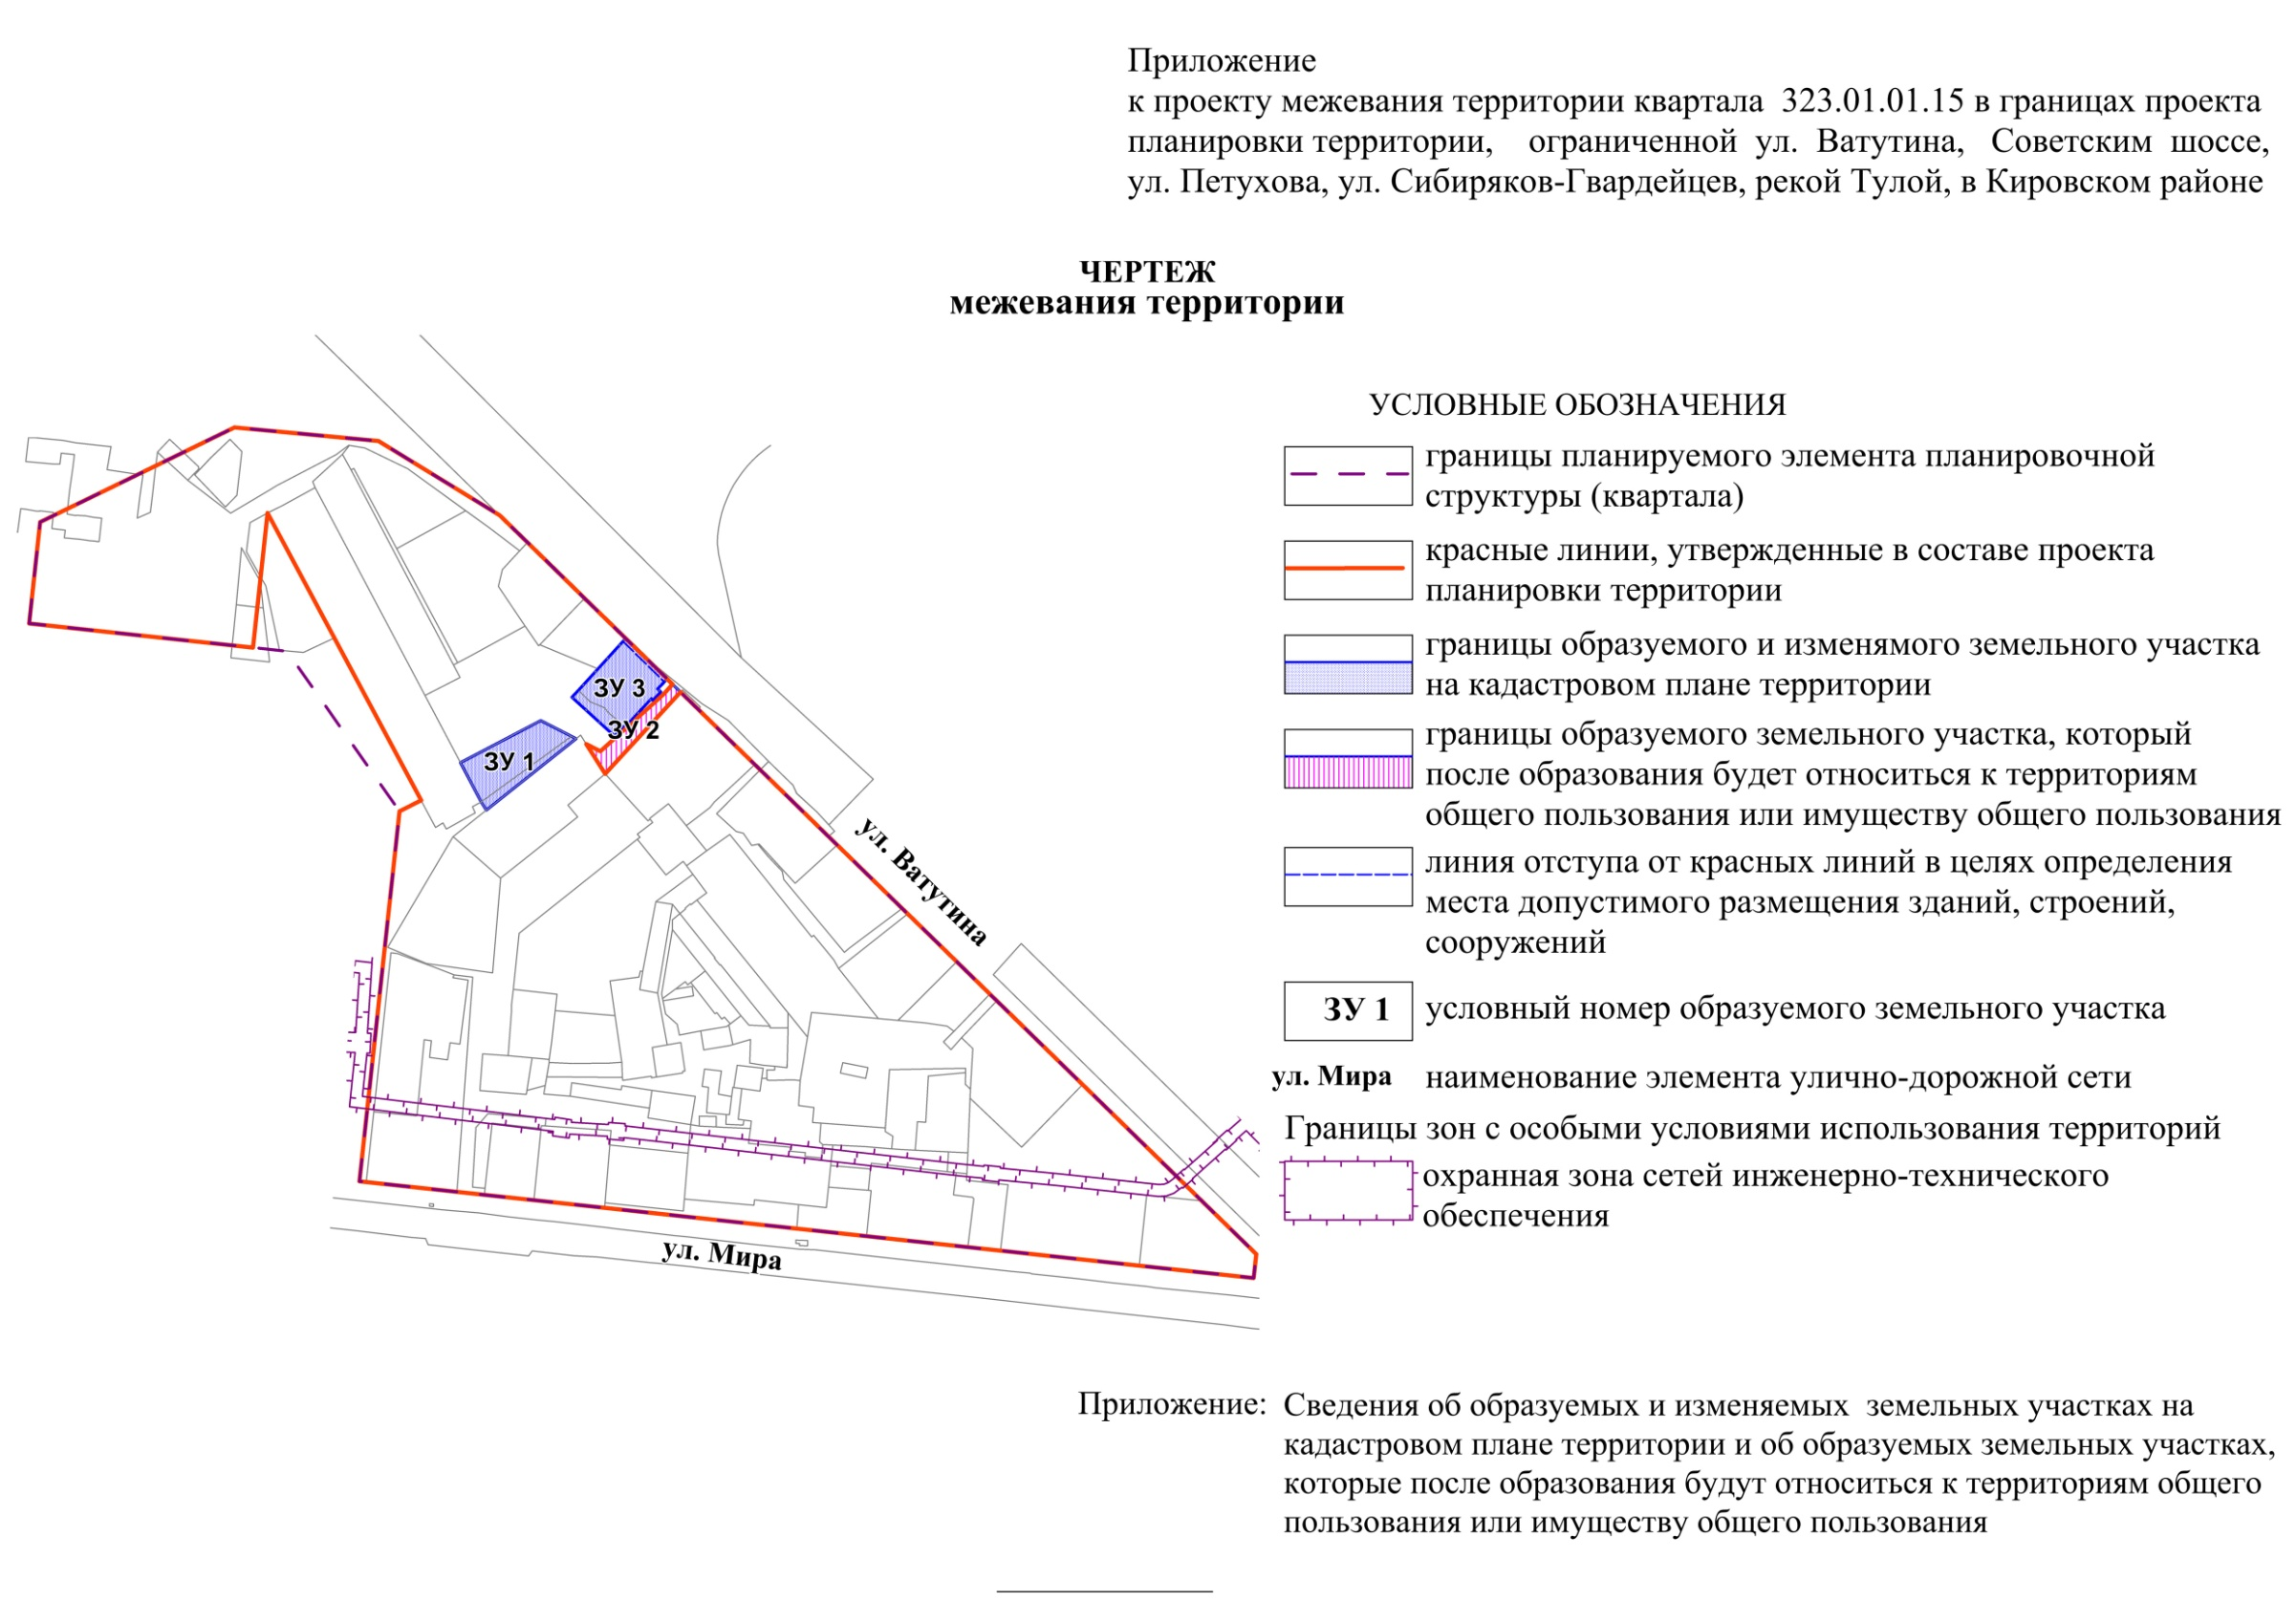 Приложение
к проекту межевания территории квартала 323.01.01.15 в границах проекта
планировки территории, ограниченной ул. Ватутина, Советским шоссе,
ул. Петухова, ул. Сибиряков-Гвардейцев, рекой Тулой, в Кировском районе
ЧЕРТЕЖ
межевания территории
ЗУ 3
ЗУ 2
ЗУ 1
ул. Ватутина
ул. Мира
УСЛОВНЫЕ ОБОЗНАЧЕНИЯ
границы планируемого элемента планировочной
структуры (квартала)
красные линии, утвержденные в составе проекта
планировки территории
границы образуемого и изменямого земельного участка
на кадастровом плане территории
границы образуемого земельного участка, который
после образования будет относиться к территориям
общего пользования или имуществу общего пользования
линия отступа от красных линий в целях определения
места допустимого размещения зданий, строений,
сооружений
ЗУ 1 условный номер образуемого земельного участка
ул. Мира наименование элемента улично-дорожной сети
Границы зон с особыми условиями использования территорий
охранная зона сетей инженерно-технического
обеспечения
Приложение: Сведения об образуемых и изменяемых земельных участках на
кадастровом плане территории и об образуемых земельных участках,
которые после образования будут относиться к территориям общего
пользования или имуществу общего пользования